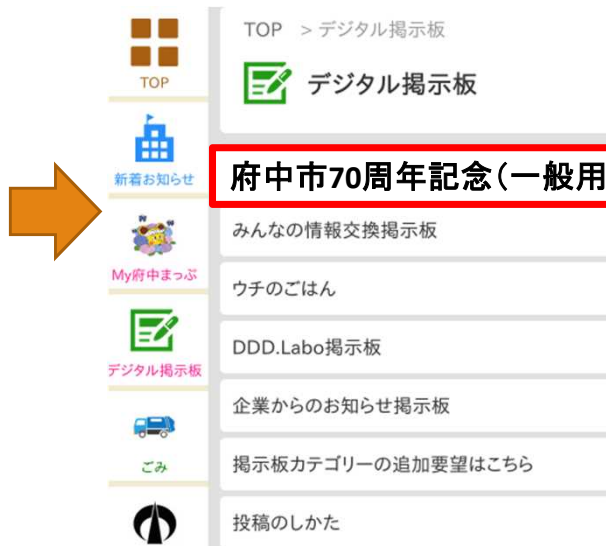 TOP
新着お知らせ
My府中まっぷ
デジタル掲示板
ごみ
TOP > デジタル掲示板
デジタル掲示板
府中市70周年記念（一般用
みんなの情報交換掲示板
ウチのごはん
DDD.Labo掲示板
企業からのお知らせ掲示板
掲示板カテゴリーの追加要望はこちら
投稿のしかた